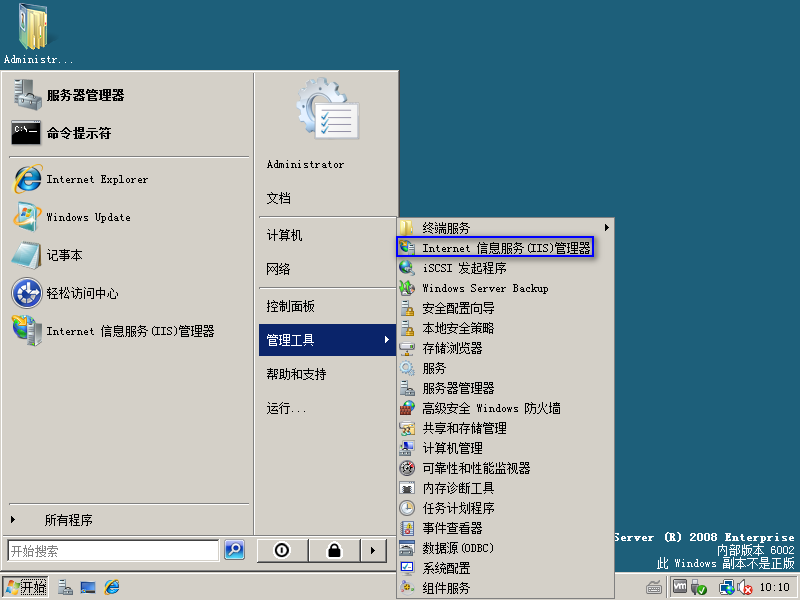 Administr...
服务器管理器
C:\_
命令提示符
Internet Explorer
Windows Update
记事本
轻松访问中心
Internet 信息服务(IIS)管理器
所有程序
开始搜索
Administrator
文档
计算机
网络
控制面板
管理工具
帮助和支持
运行...
终端服务
Internet 信息服务(IIS)管理器
iSCSI 发起程序
Windows Server Backup
安全配置向导
本地安全策略
存储浏览器
服务
服务器管理器
高级安全 Windows 防火墙
共享和存储管理
计算机管理
可靠性和性能监视器
内存诊断工具
任务计划程序
事件查看器
数据源(ODBC)
系统配置
组件服务
Server (R) 2008 Enterprise
内部版本 6002
此 Windows 副本不是正版
开始
vm
10:10